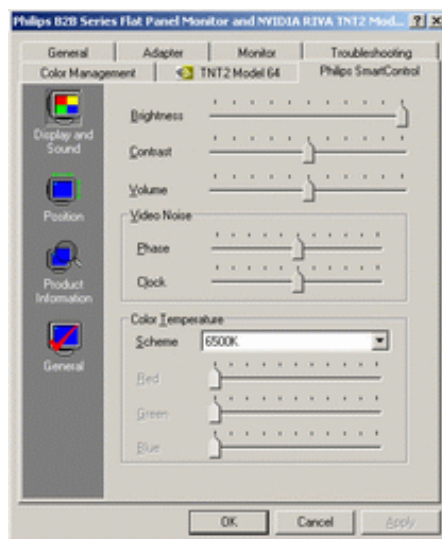 Philips B2B Series Flat Panel Monitor and NVIDIA RIVA TNT2 Mod...
General Adapter Monitor Troubleshooting
Color Management TNT2 Model 64 Philips SmartControl
Display and
Sound
Position
Product
Information
General
Brightness
Contrast
Volume
Video Noise
Phase
Clock
Color Temperature
Scheme 6500K
Red
Green
Blue
OK Cancel Apply